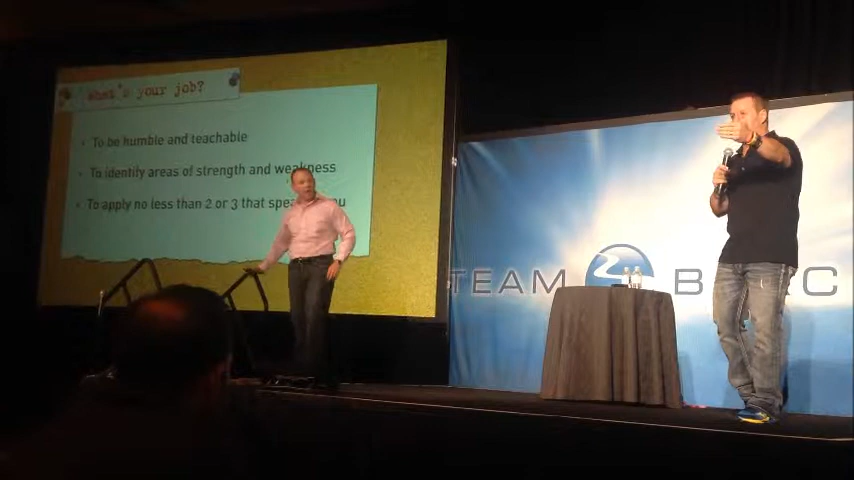 What's your job?
To be humble and teachable
To identify areas of strength and weakness
To apply no less than 2 or 3 that
TEAM B C